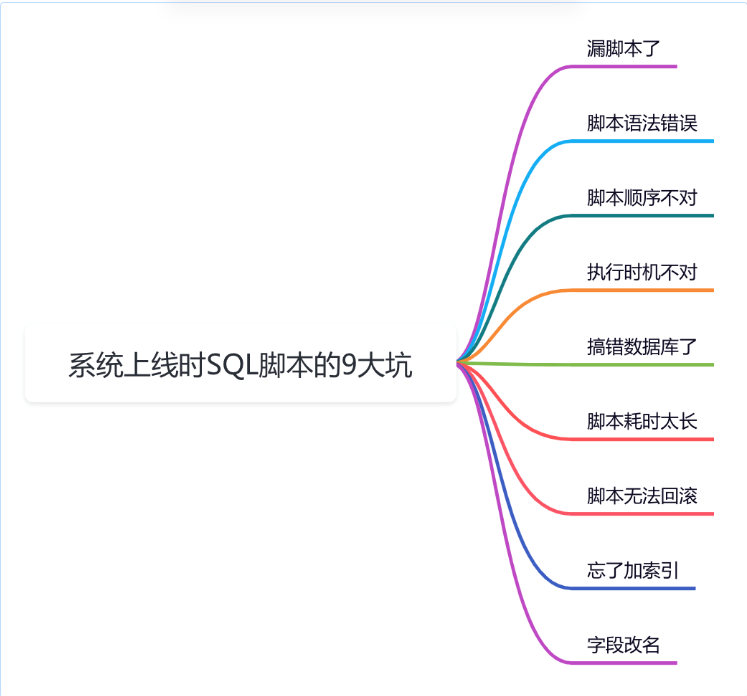 系统上线时SQL脚本的9大坑
漏脚本了
脚本语法错误
脚本顺序不对
执行时机不对
搞错数据库了
脚本耗时太长
脚本无法回滚
忘了加索引
字段改名